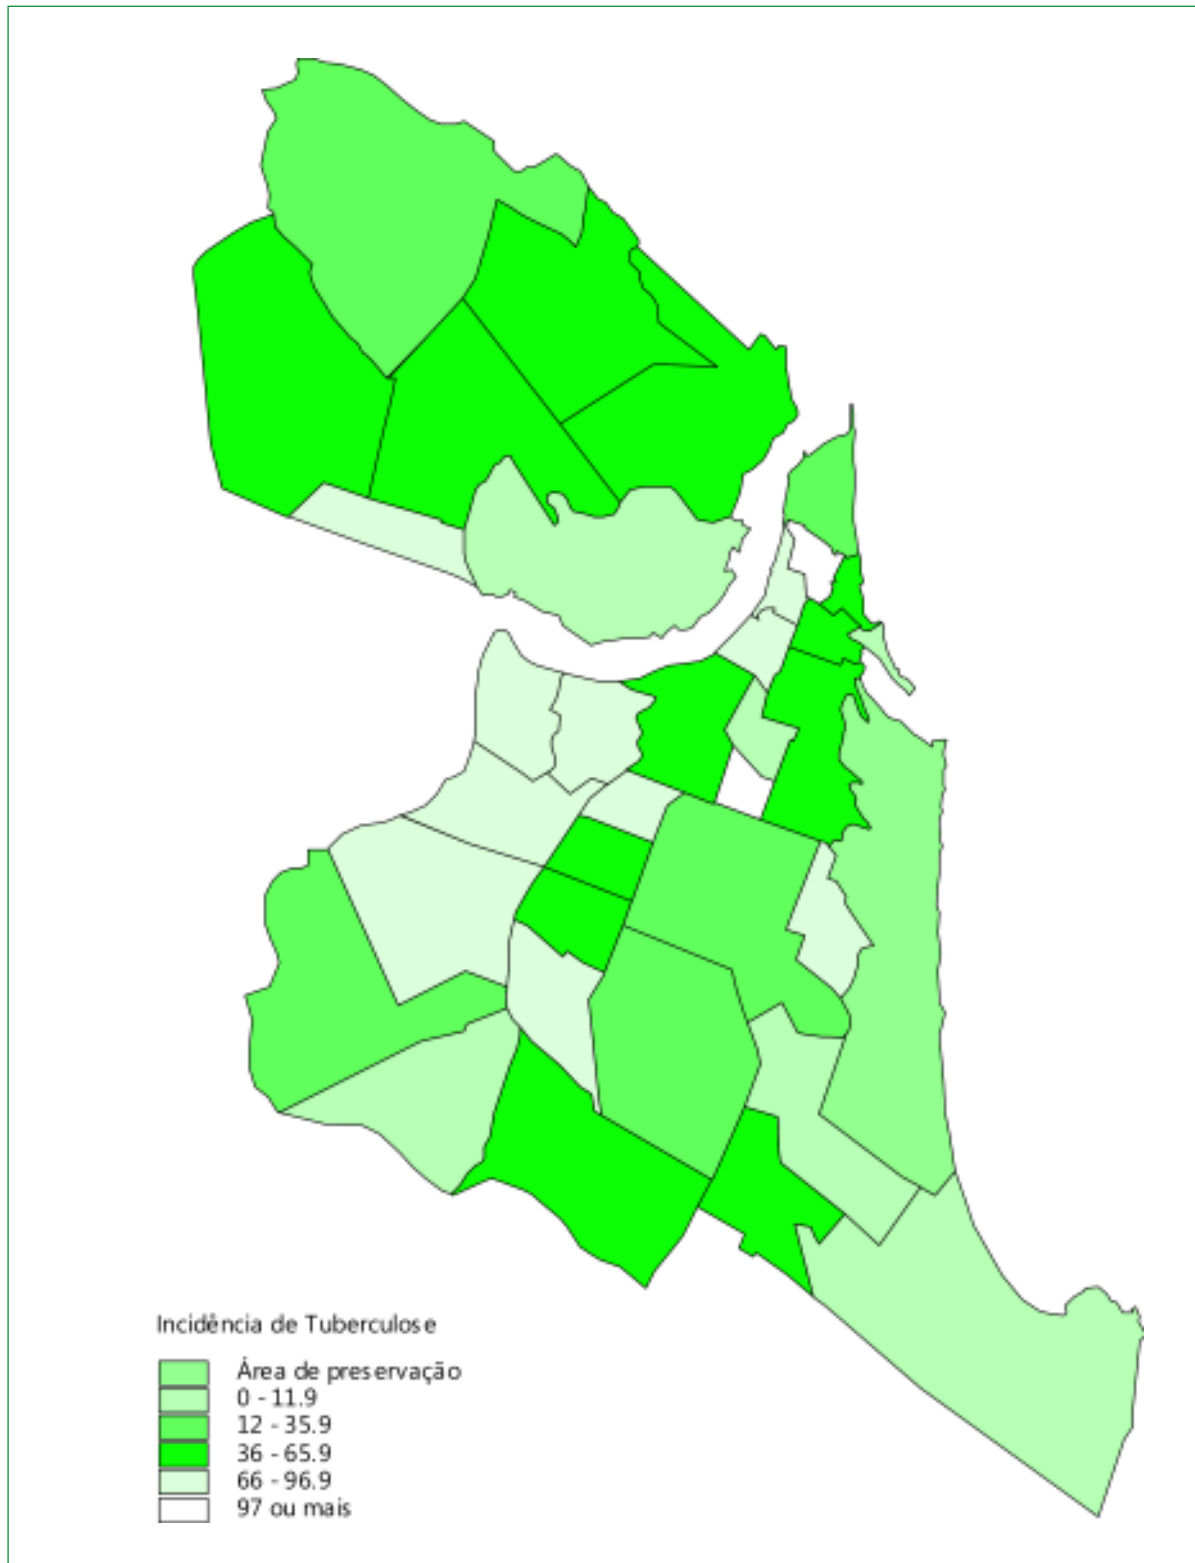 Incidência de Tuberculose
Área de preservação
0 - 11.9
12 - 35.9
36 - 65.9
66 - 96.9
97 ou mais